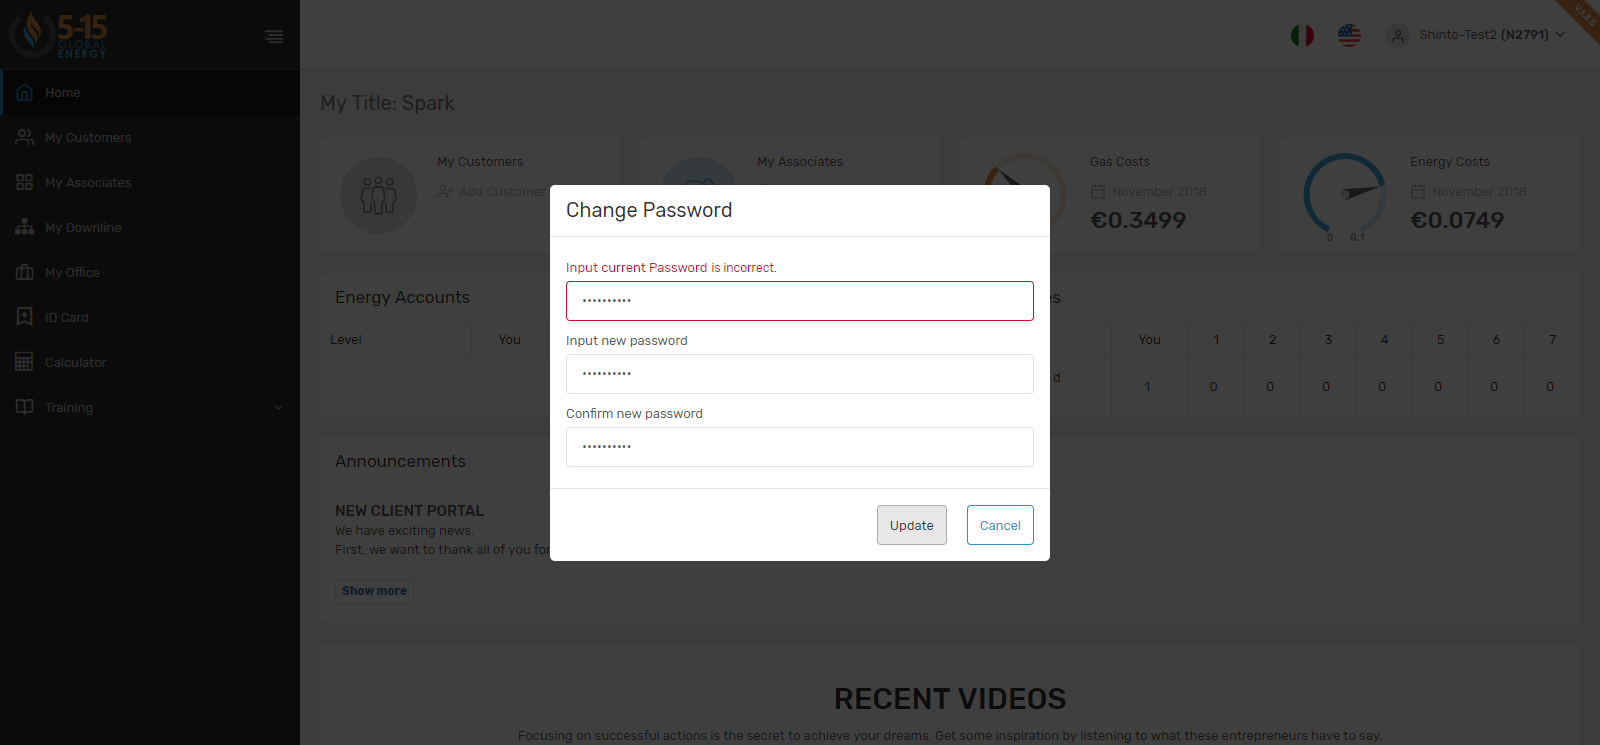 5-15
GLOBAL
ENERGY
Shinto-Test2 (N2791)
V.1.3.5
Home
My Customers
My Associates
My Downline
My Office
ID Card
Calculator
Training
My Title: Spark
My Customers
Add Customer
My Associates
Gas Costs
November 2018
€0.3499
Energy Costs
November 2018
€0.0749
0 0.1
Change Password
Input current Password is incorrect.
••••••••••
Input new password
••••••••••
Confirm new password
••••••••••
Update Cancel
Energy Accounts
Level You
es
You 1 2 3 4 5 6 7
d
1 0 0 0 0 0 0 0
Announcements
NEW CLIENT PORTAL
We have exciting news.
First, we want to thank all of you for
Show more
RECENT VIDEOS
Focusing on successful actions is the secret to achieve your dreams. Get some inspiration by listening to what these entrepreneurs have to say.